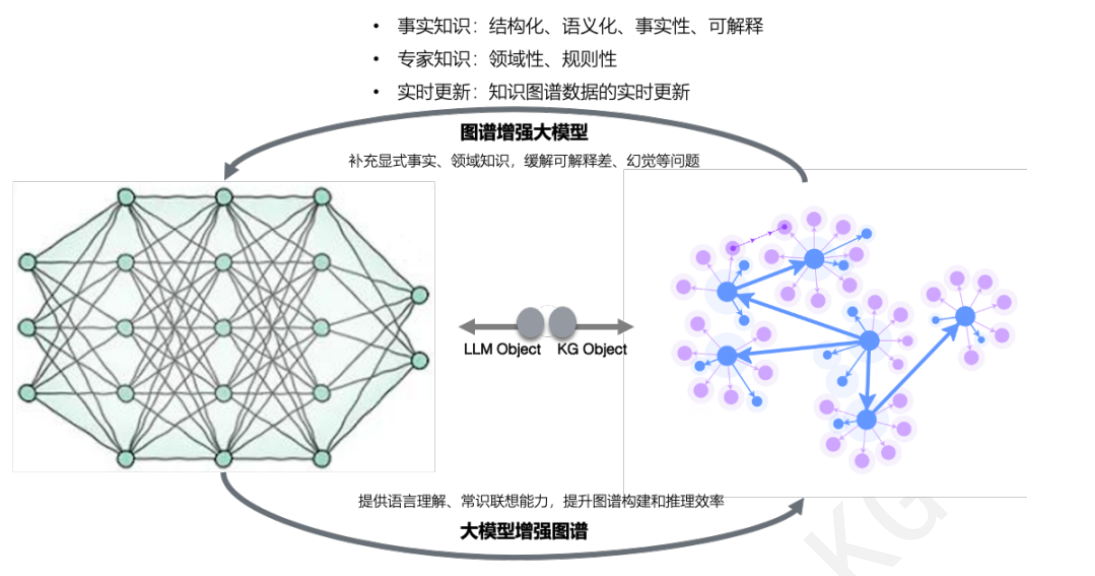 • 事实知识：结构化、语义化、事实性、可解释
• 专家知识：领域性、规则性
• 实时更新：知识图谱数据的实时更新
图谱增强大模型
补充显式事实、领域知识，缓解可解释差、幻觉等问题
LLM Object KG Object
提供语言理解、常识联想能力，提升图谱构建和推理效率
大模型增强图谱
KG